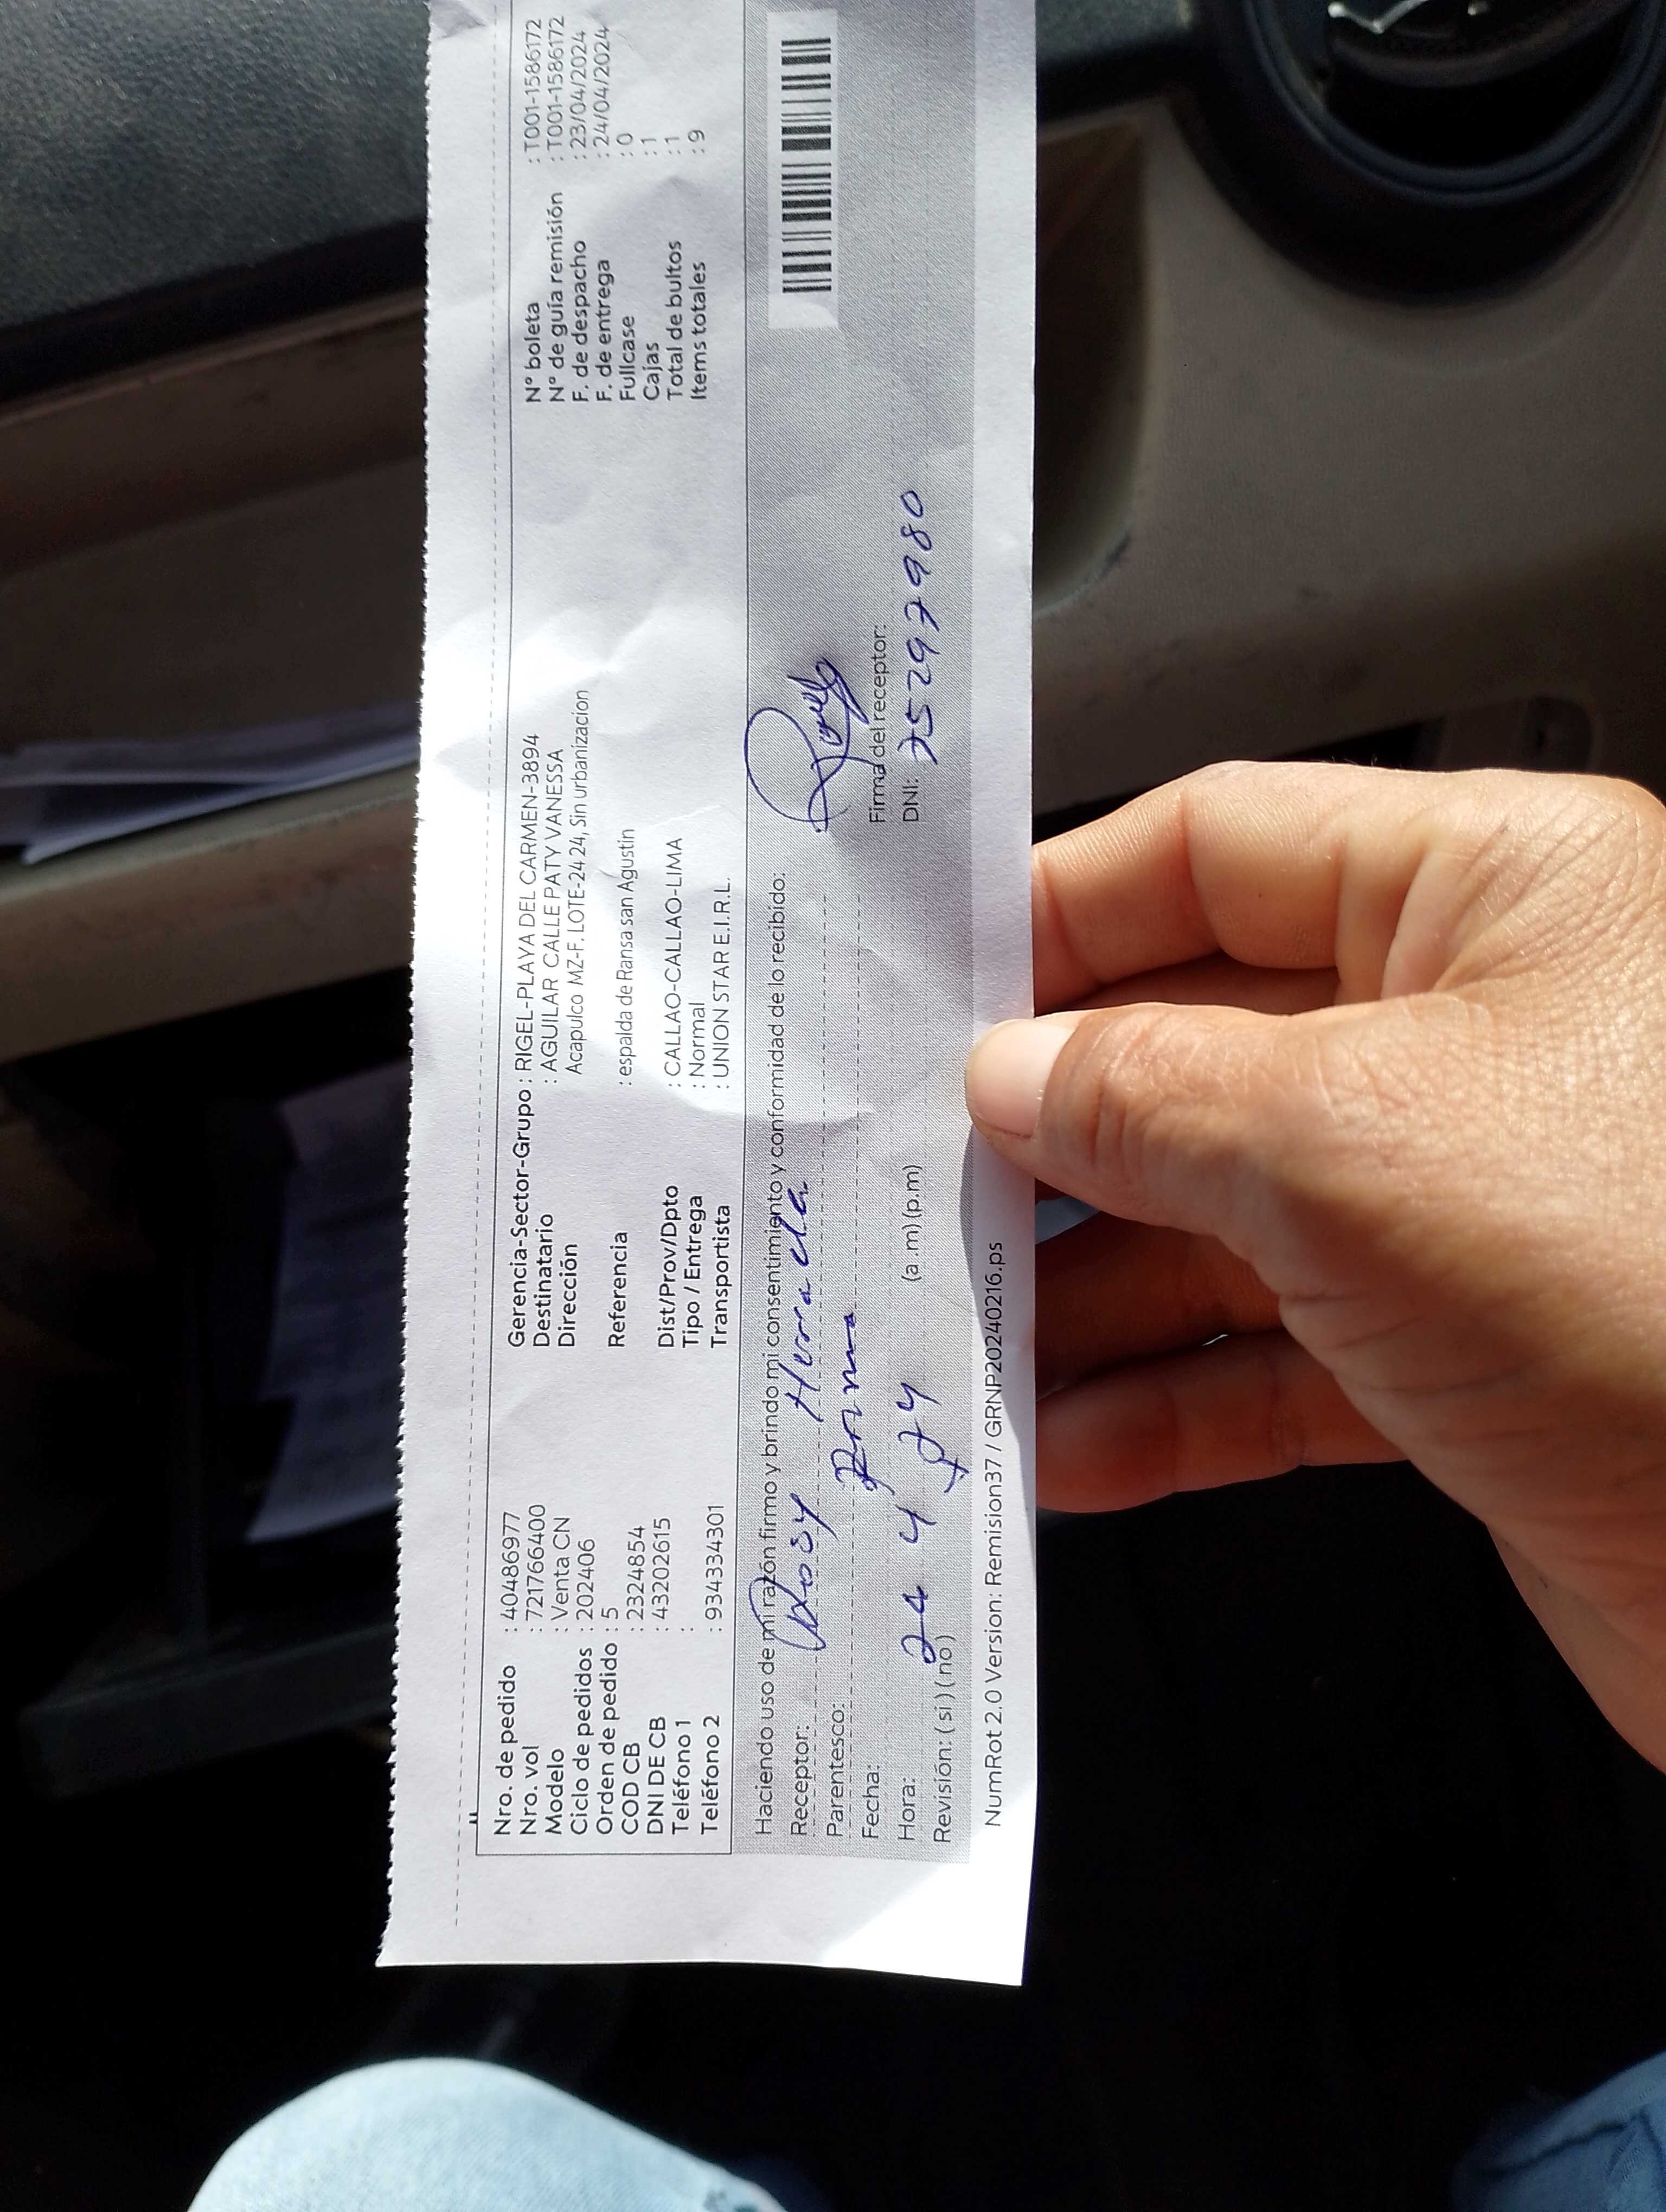 Nro. de pedido : 40486977
Nro. vol : 721766400
Modelo : Venta CN
Ciclo de pedidos : 202406
Orden de pedido : 5
COD CB : 2324854
DNI DE CB : 43202615
Teléfono 1 :
Teléfono 2 : 934334301
Gerencia-Sector-Grupo : RIGEL-PLAYA DEL CARMEN-3894
Destinatario : AGUILAR CALLE PATY VANESSA
Dirección Acapulco MZ-F. LOTE-24 24, Sin urbanizacion
Referencia : espalda de Ransa san Agustin
Dist/Prov/Dpto : CALLAO-CALLAO-LIMA
Tipo / Entrega : Normal
Transportista : UNION STAR E.I.R.L.
N° boleta : T001-1586172
N° de guía remisión : T001-1586172
F. de despacho : 23/04/2024
F. de entrega : 24/04/2024
Fullcase : 0
Cajas : 1
Total de bultos : 1
Items totales : 9
Haciendo uso de mi razón firmo y brindo mi consentimiento y conformidad de lo recibido:
Receptor: Rosy
Parentesco: Prima
Fecha: 24 4 24
Hora: (a .m) (p.m)
Revisión: ( si ) ( no )
Firma del receptor:
DNI: 75297980
NumRot 2.0 Version: Remision37 / GRNP20240216.ps